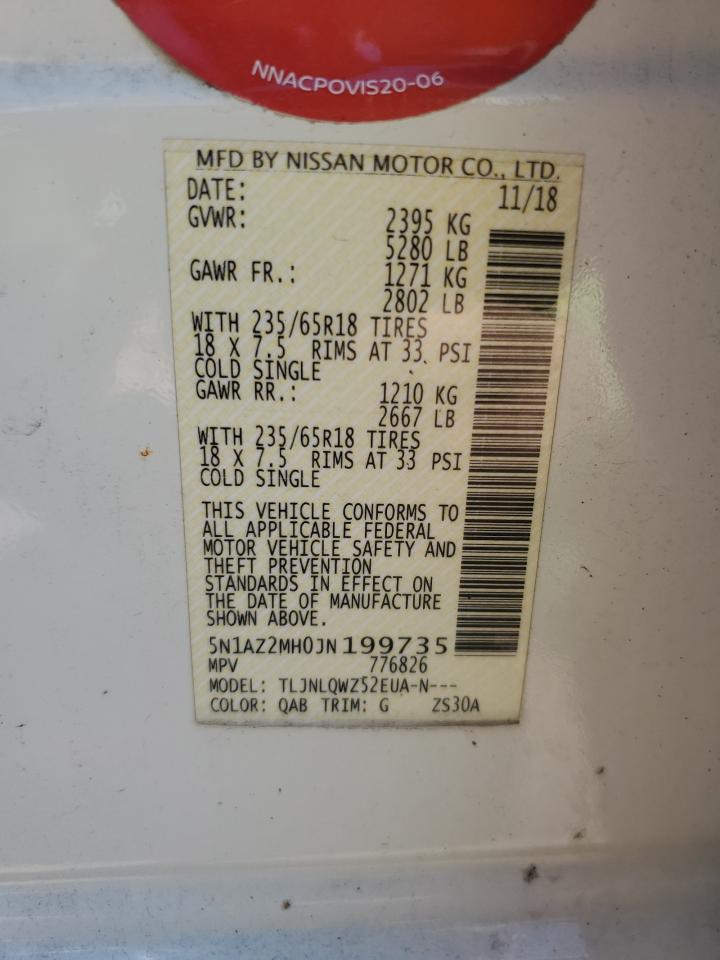 NNACPOVIS20-06
MFD BY NISSAN MOTOR CO., LTD.
DATE: 11/18
GVWR: 2395 KG
5280 LB
GAWR FR.: 1271 KG
2802 LB
WITH 235/65R18 TIRES
18 X 7.5 RIMS AT 33 PSI
COLD SINGLE
GAWR RR.: 1210 KG
2667 LB
WITH 235/65R18 TIRES
18 X 7.5 RIMS AT 33 PSI
COLD SINGLE
THIS VEHICLE CONFORMS TO
ALL APPLICABLE FEDERAL
MOTOR VEHICLE SAFETY AND
THEFT PREVENTION
STANDARDS IN EFFECT ON
THE DATE OF MANUFACTURE
SHOWN ABOVE.
5N1AZ2MH0JN199735
MPV 776826
MODEL: TLJNLQWZ52EUA-N---
COLOR: QAB TRIM: G ZS30A